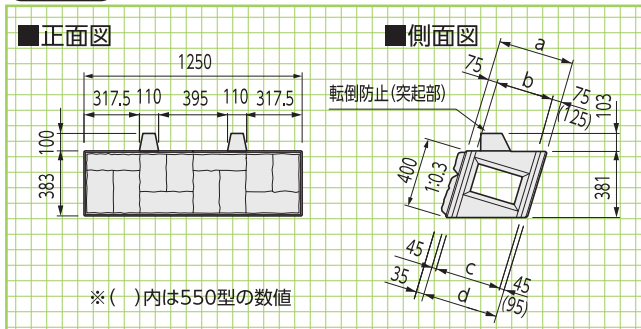 ■正面図
1250
317.5 110 395 110 317.5
100
383
※( )内は550型の数値
■側面図
a
75 b 75
(125)
103
転倒防止(突起部)
400
1:0.3
381
45 c 45
(95)
35 d